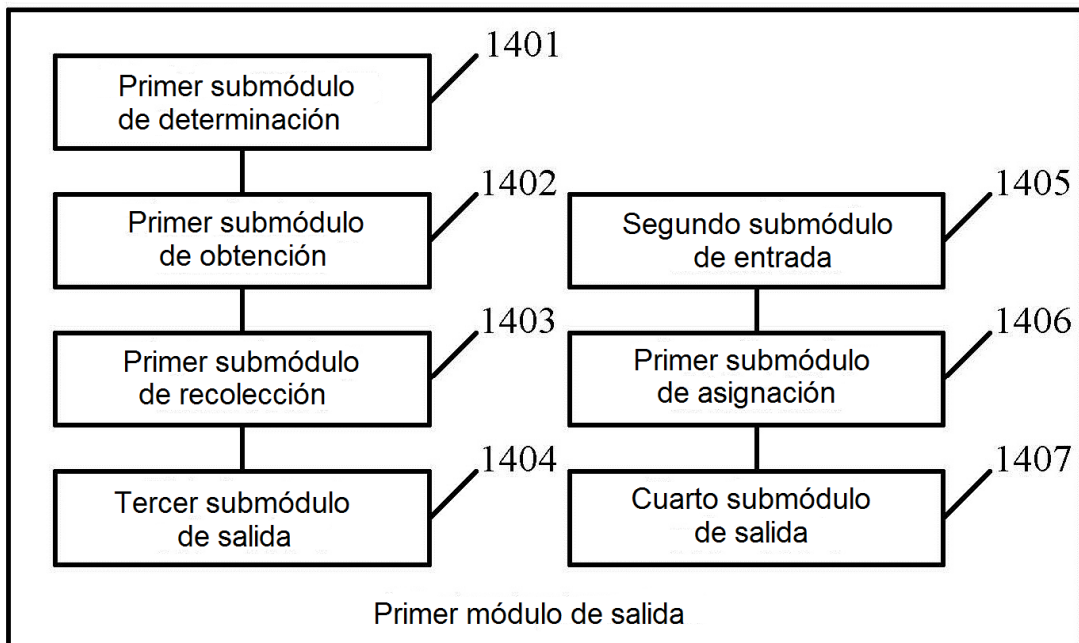 1401
Primer submódulo
de determinación
1402
Primer submódulo
de obtención
1403
Primer submódulo
de recolección
1404
Tercer submódulo
de salida
1405
Segundo submódulo
de entrada
1406
Primer submódulo
de asignación
1407
Cuarto submódulo
de salida
Primer módulo de salida